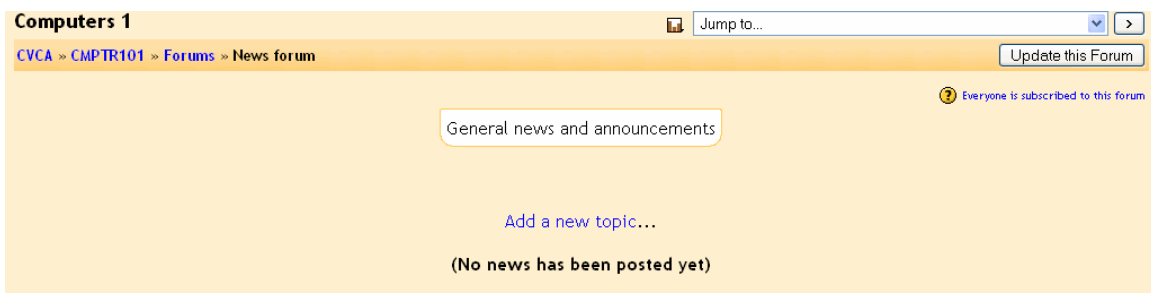 Computers 1
Jump to...
>
CVCA » CMPTR101 » Forums » News forum
Update this Forum
? Everyone is subscribed to this forum
General news and announcements
Add a new topic...
(No news has been posted yet)